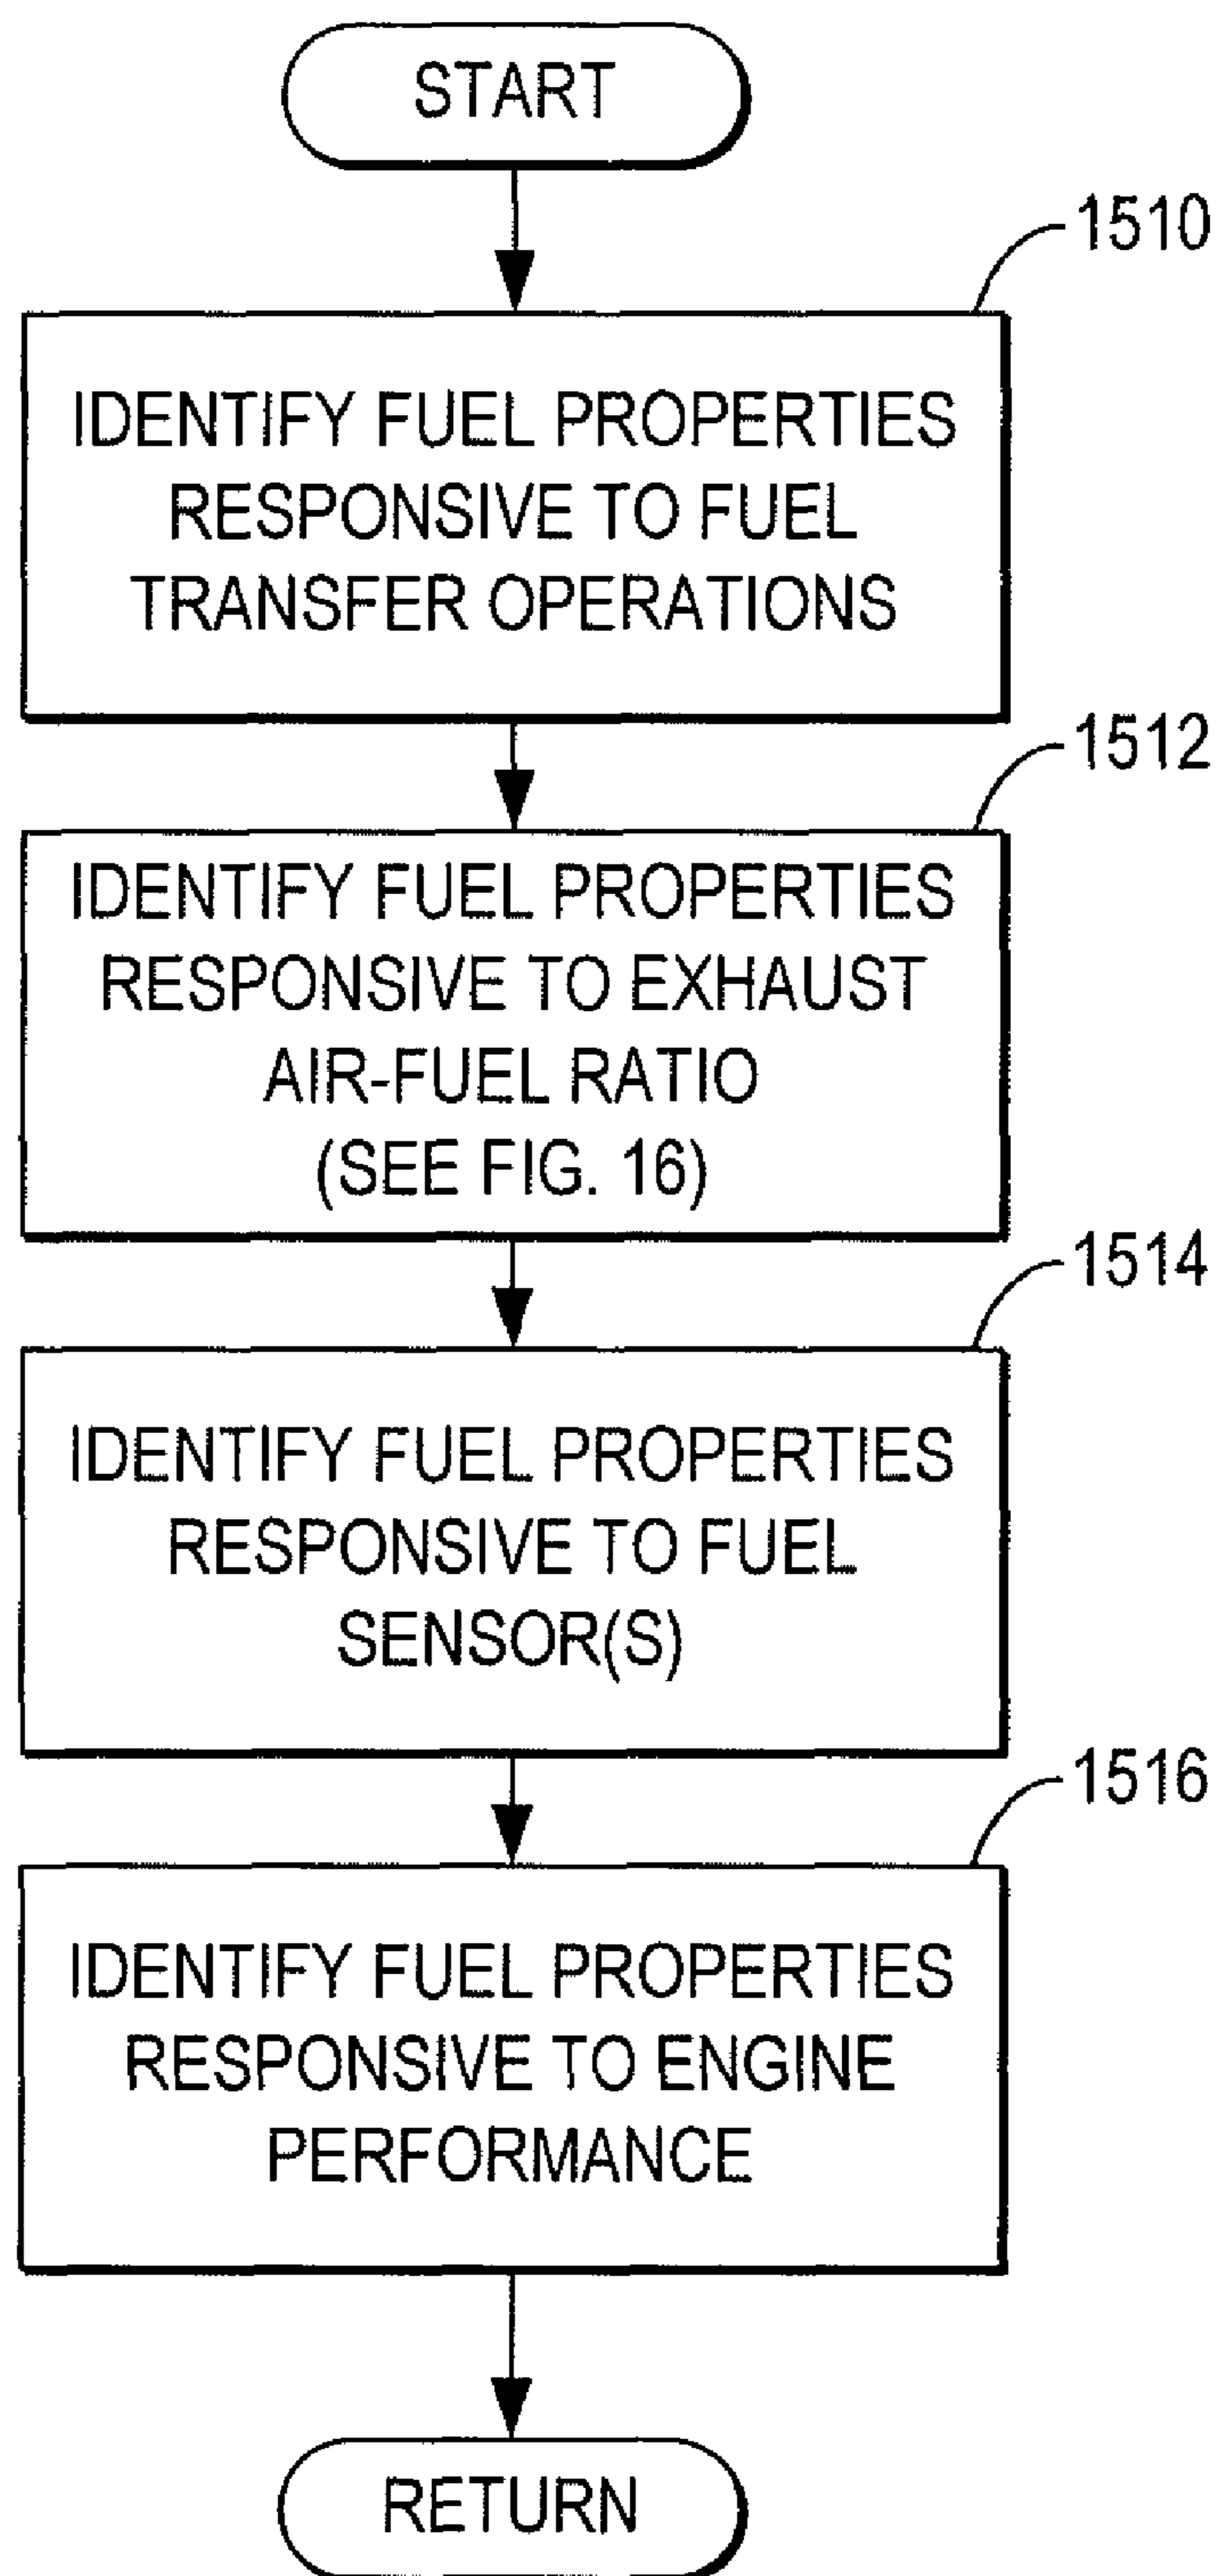 START
1510
IDENTIFY FUEL PROPERTIES
RESPONSIVE TO FUEL
TRANSFER OPERATIONS
1512
IDENTIFY FUEL PROPERTIES
RESPONSIVE TO EXHAUST
AIR-FUEL RATIO
(SEE FIG. 16)
1514
IDENTIFY FUEL PROPERTIES
RESPONSIVE TO FUEL
SENSOR(S)
1516
IDENTIFY FUEL PROPERTIES
RESPONSIVE TO ENGINE
PERFORMANCE
RETURN